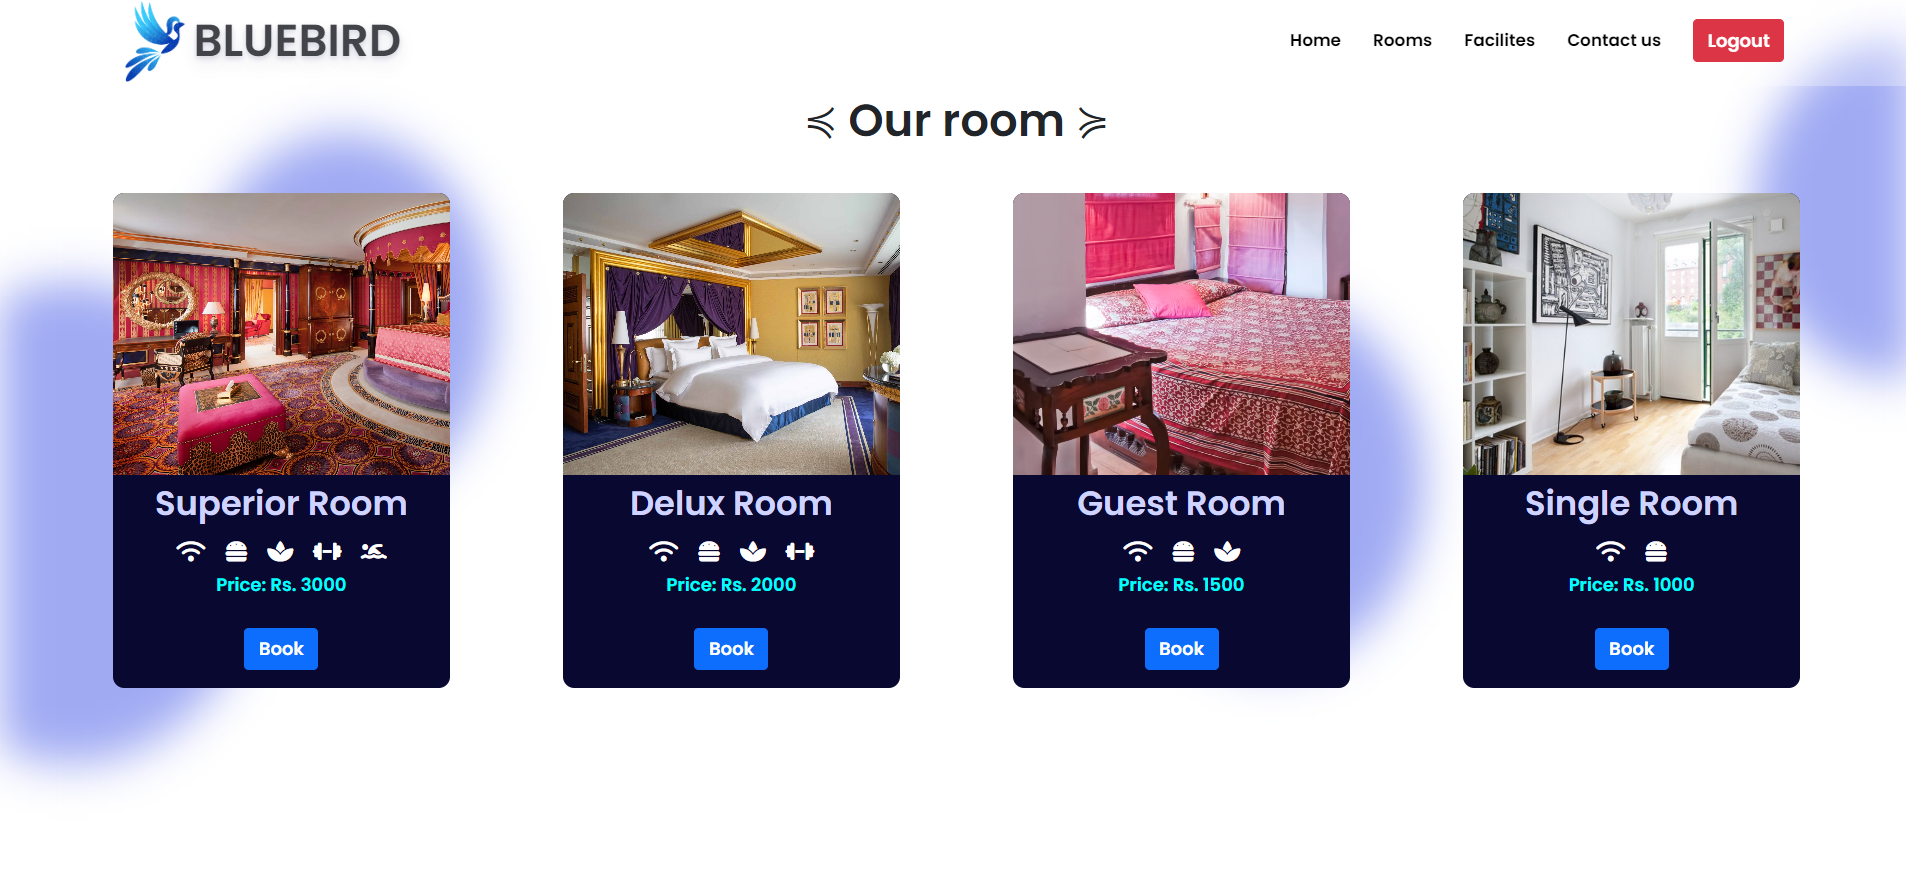 BLUEBIRD
Home Rooms Facilites Contact us Logout
≼ Our room ≽
Superior Room
Price: Rs. 3000
Book
Delux Room
Price: Rs. 2000
Book
Guest Room
Price: Rs. 1500
Book
Single Room
Price: Rs. 1000
Book